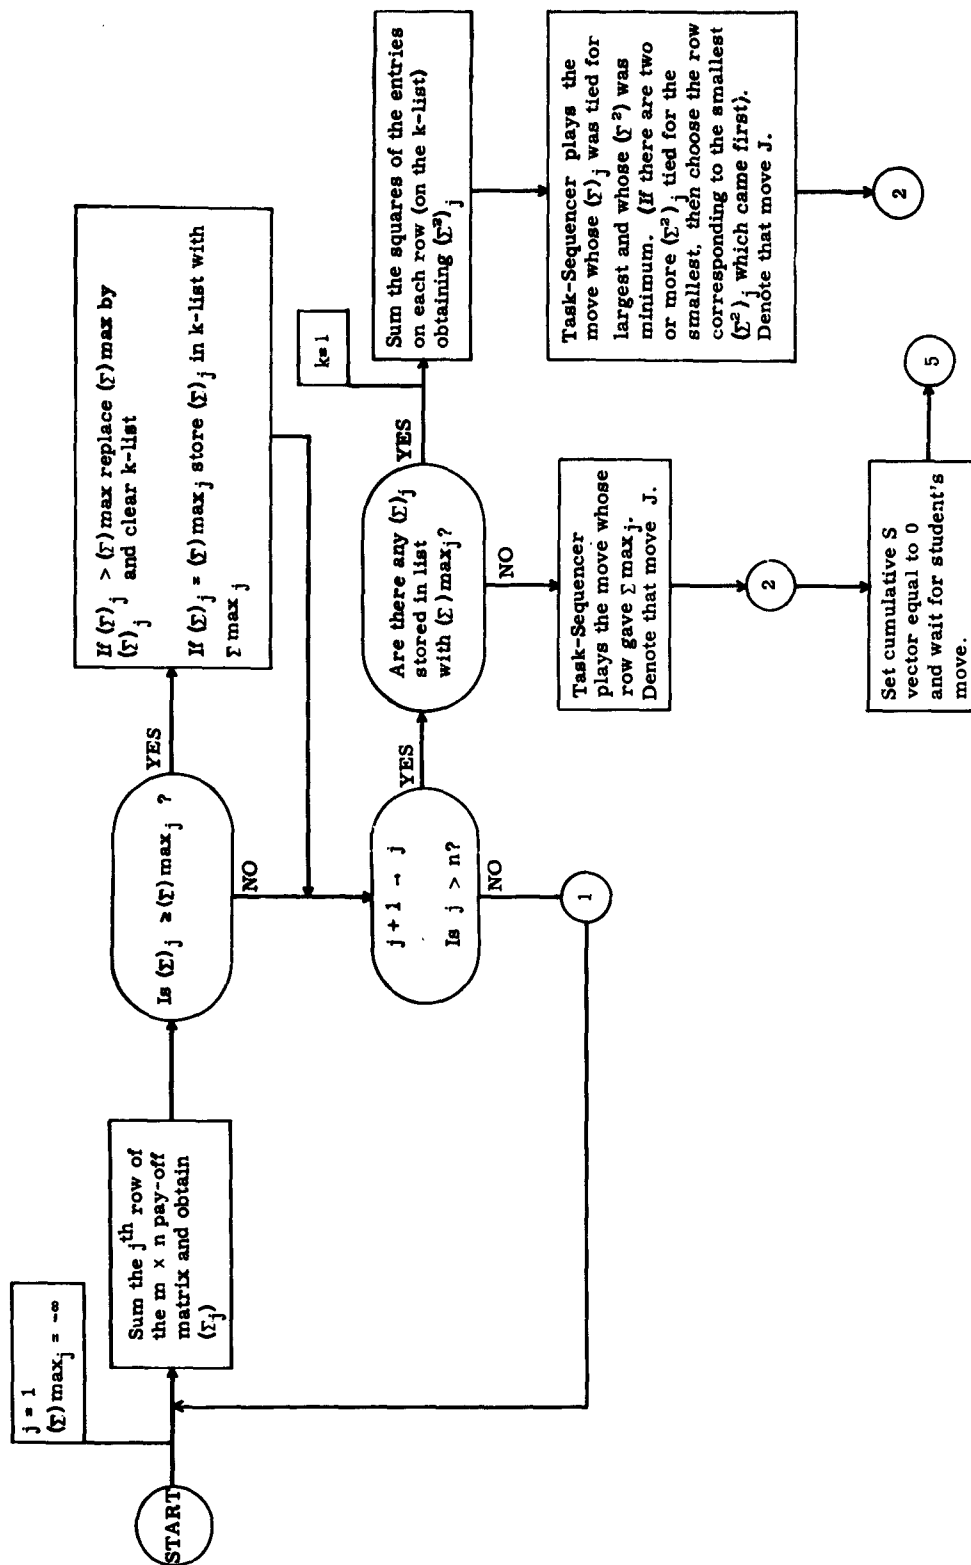 START
j = 1
(Σ) max_j = -∞
Sum the j^th row of
the m × n pay-off
matrix and obtain
(Σ_j)
Is (Σ)_j ≥ (Σ) max_j ?
YES
NO
If (Σ)_j > (Σ) max replace (Σ) max by
(Σ)_j and clear k-list
If (Σ)_j = (Σ) max_j store (Σ)_j in k-list with
Σ max_j
j + 1 → j
Is j > n?
YES
NO
1
Are there any (Σ)_j
stored in list
with (Σ) max_j?
YES
NO
k=1
Sum the squares of the entries
on each row (on the k-list)
obtaining (Σ²)_j
Task-Sequencer plays the
move whose (Σ)_j was tied for
largest and whose (Σ²) was
minimum. (If there are two
or more (Σ²)_j tied for the
smallest, then choose the row
corresponding to the smallest
(Σ²)_j which came first).
Denote that move J.
2
Task-Sequencer
plays the move whose
row gave Σ max_j.
Denote that move J.
2
Set cumulative S
vector equal to 0
and wait for student's
move.
5